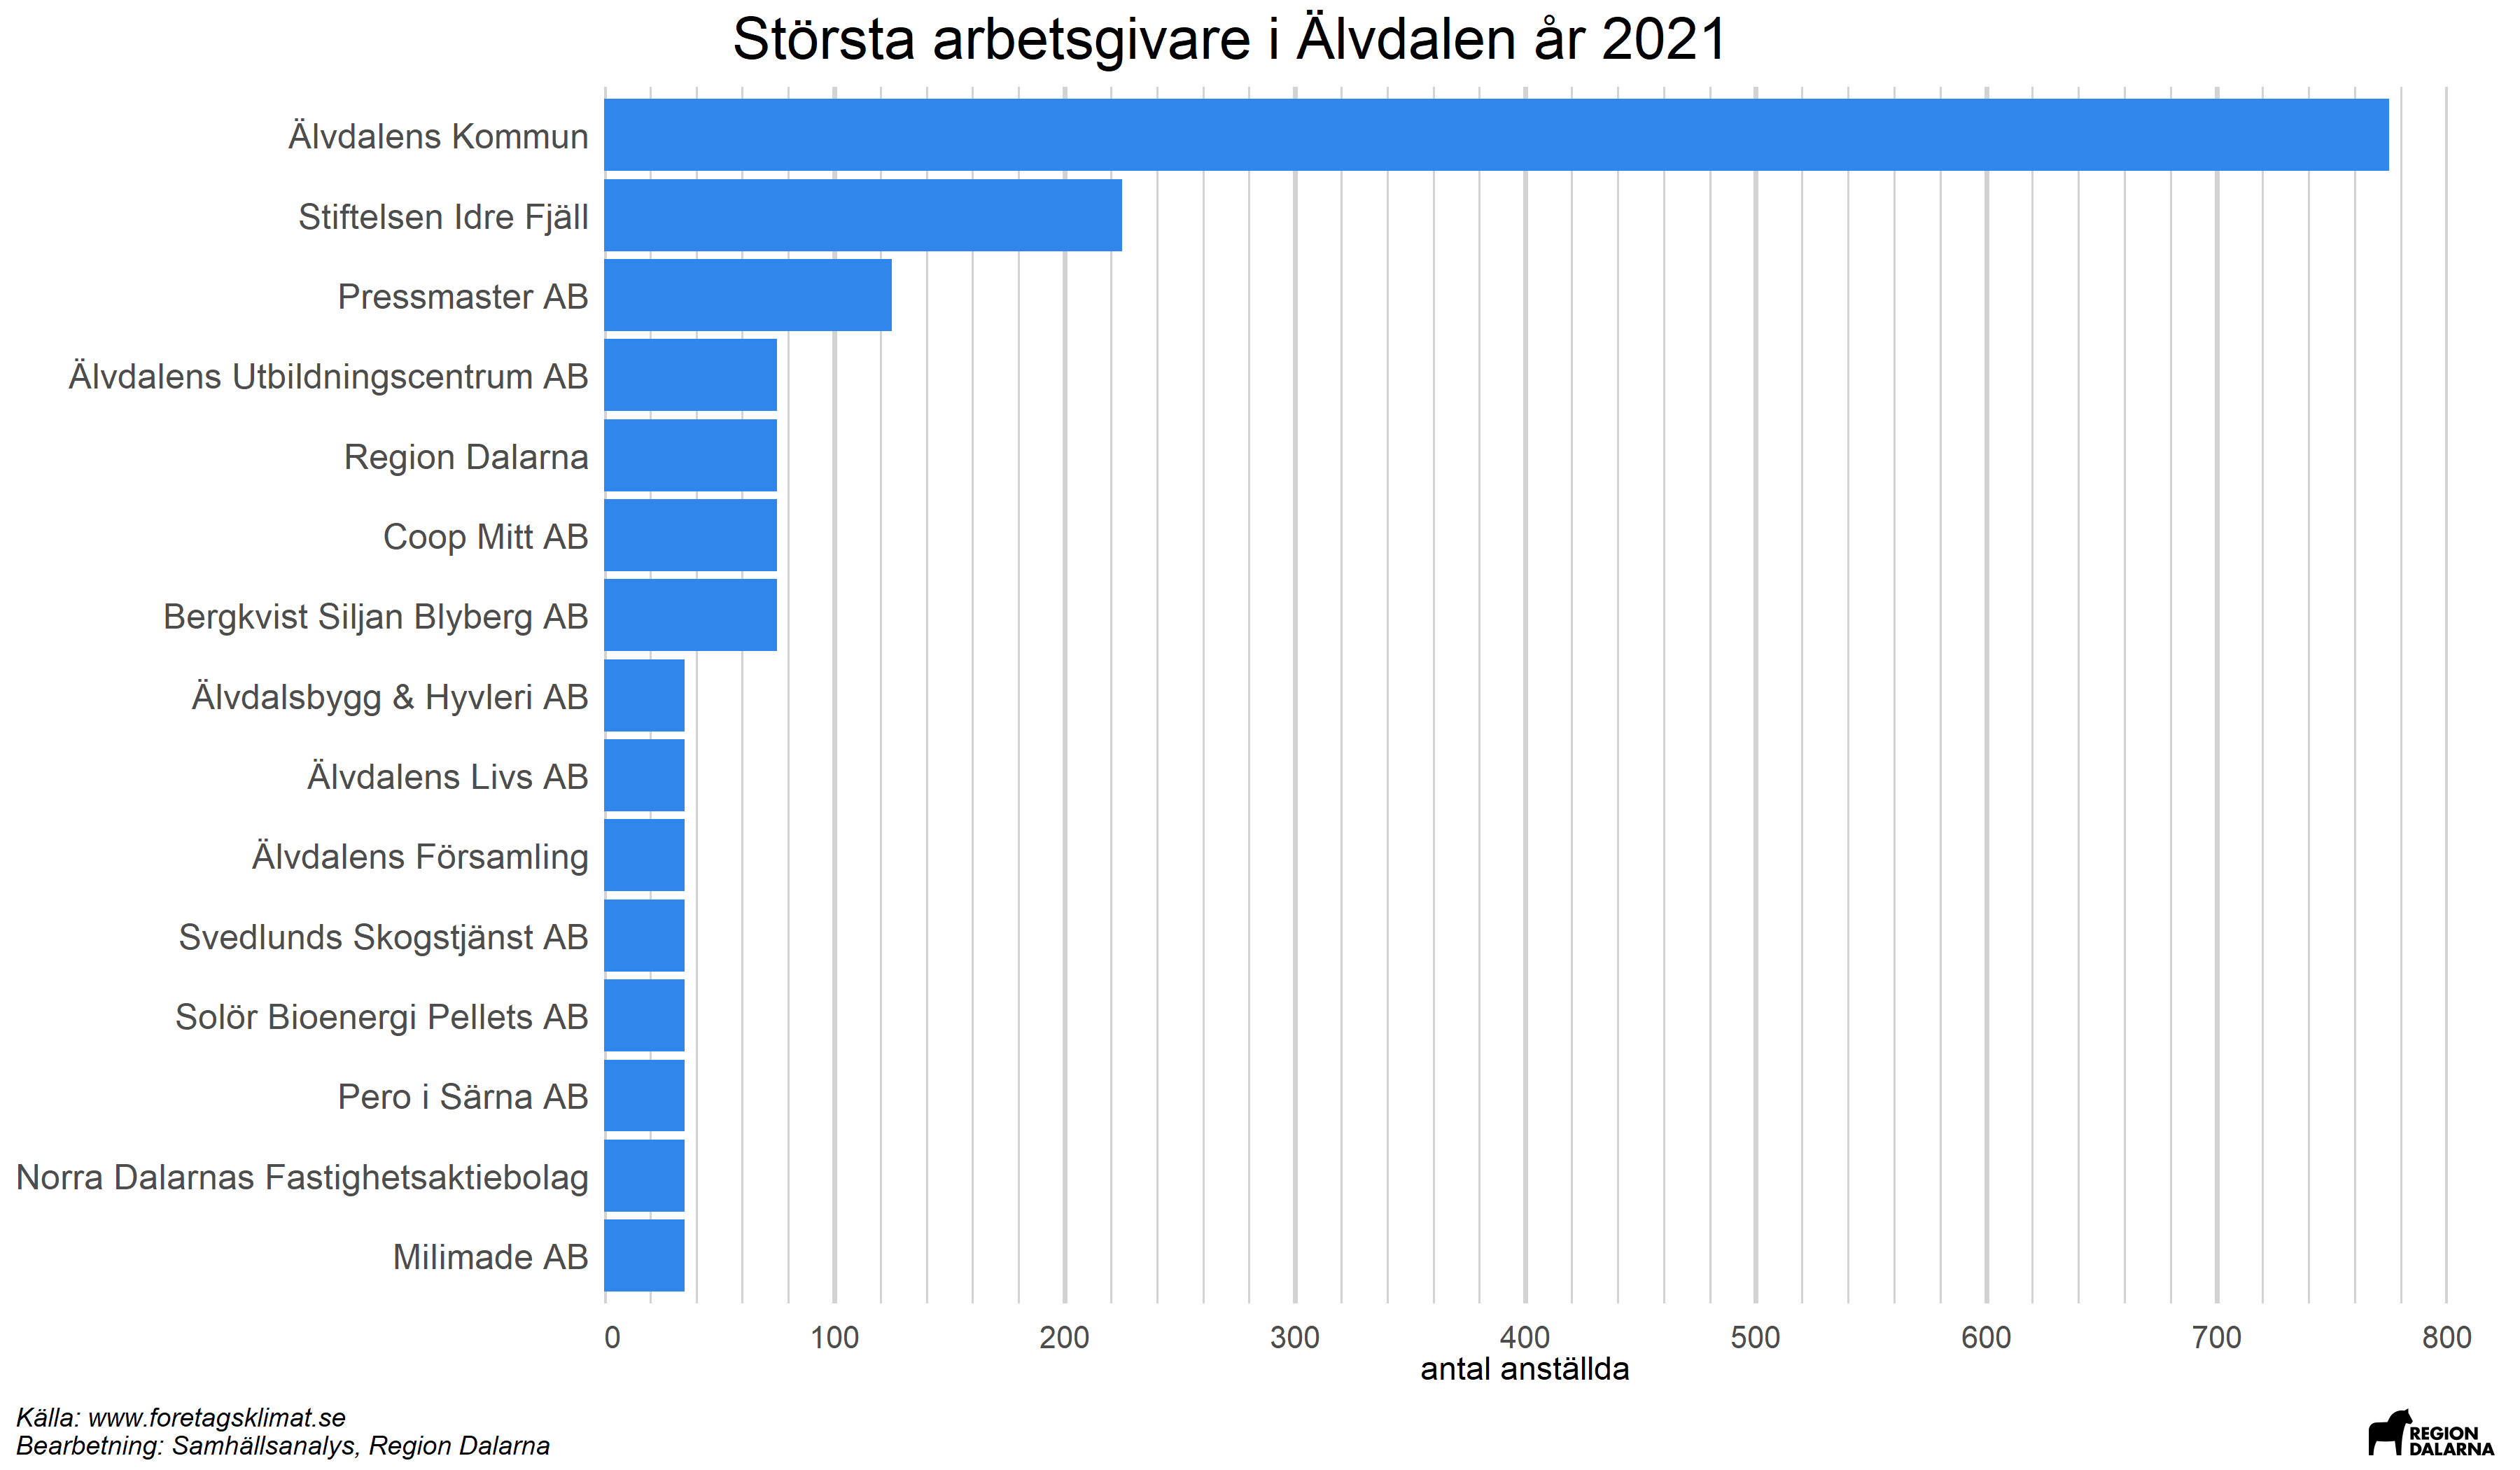 Största arbetsgivare i Älvdalen år 2021
Älvdalens Kommun
Stiftelsen Idre Fjäll
Pressmaster AB
Älvdalens Utbildningscentrum AB
Region Dalarna
Coop Mitt AB
Bergkvist Siljan Blyberg AB
Älvdalsbygg & Hyvleri AB
Älvdalens Livs AB
Älvdalens Församling
Svedlunds Skogstjänst AB
Solör Bioenergi Pellets AB
Pero i Särna AB
Norra Dalarnas Fastighetsaktiebolag
Milimade AB
0 100 200 300 400 500 600 700 800
antal anställda
Källa: www.foretagsklimat.se
Bearbetning: Samhällsanalys, Region Dalarna
REGION
DALARNA